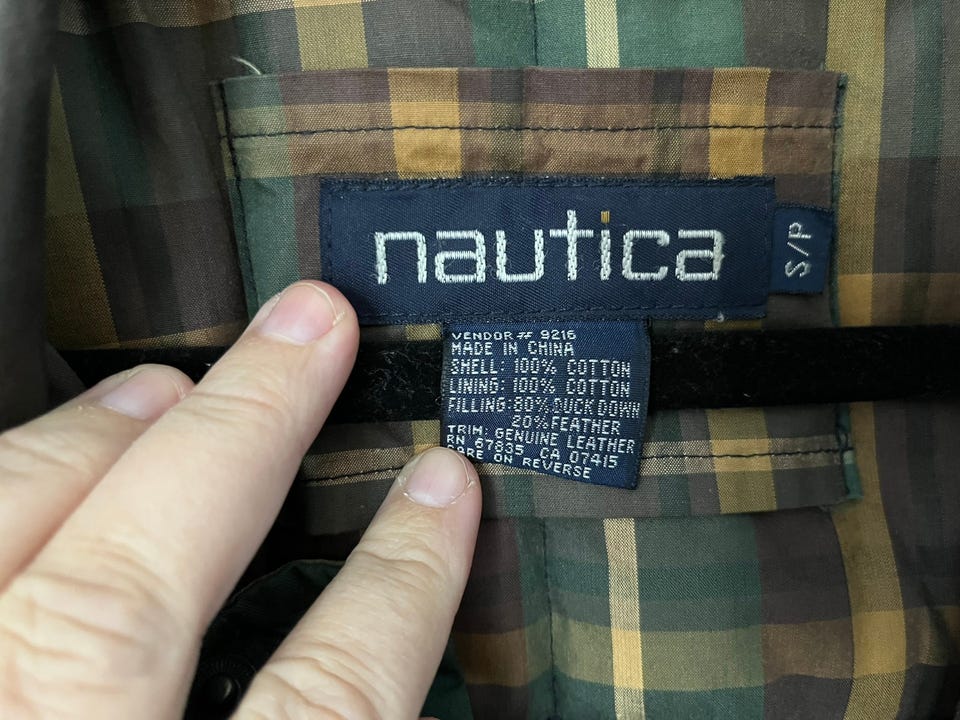 nautica
S/P
VENDOR # 9216
MADE IN CHINA
SHELL: 100% COTTON
LINING: 100% COTTON
FILLING: 80% DUCK DOWN
20% FEATHER
TRIM: GENUINE LEATHER
RN 67835 CA 07415
CARE ON REVERSE